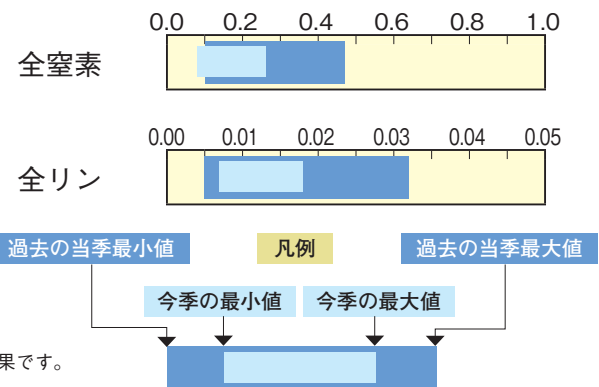 0.0 0.2 0.4 0.6 0.8 1.0
全窒素
0.00 0.01 0.02 0.03 0.04 0.05
全リン
過去の当季最小値 凡例 過去の当季最大値
今季の最小値 今季の最大値
果です。